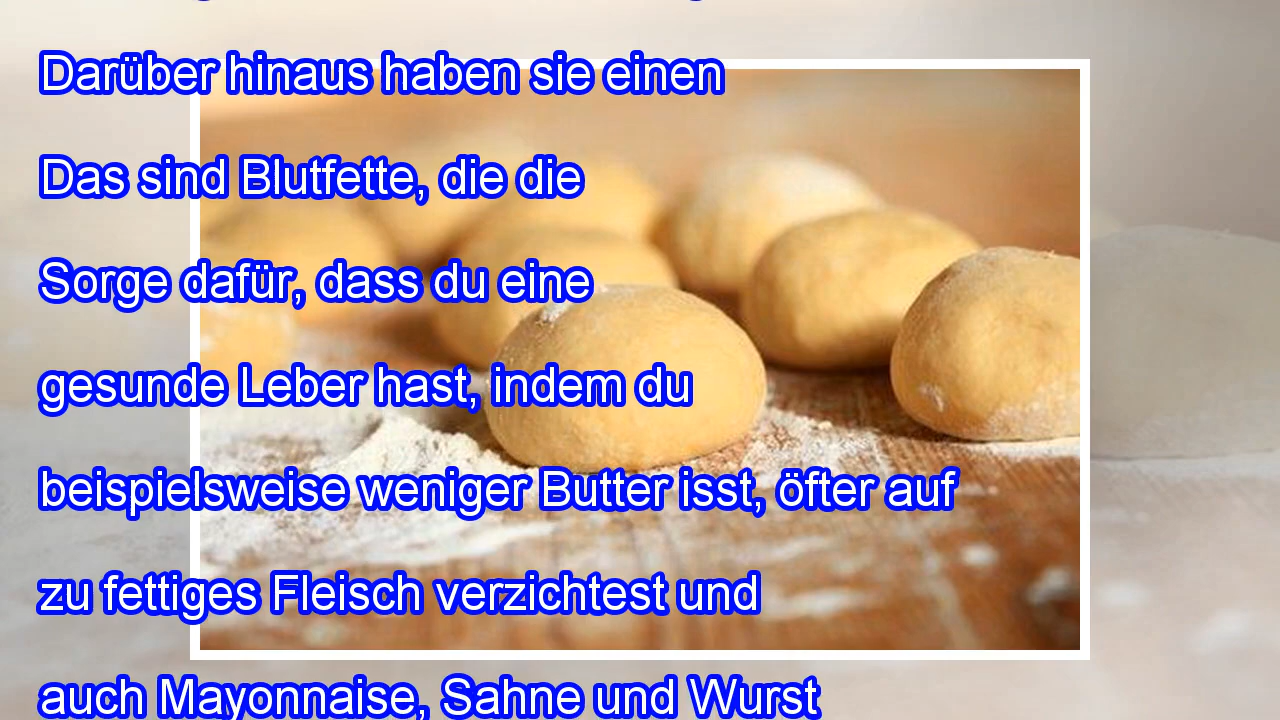 Darüber hinaus haben sie einen
Das sind Blutfette, die die
Sorge dafür, dass du eine
gesunde Leber hast, indem du
beispielsweise weniger Butter isst, öfter auf
zu fettiges Fleisch verzichtest und
auch Mayonnaise, Sahne und Wurst